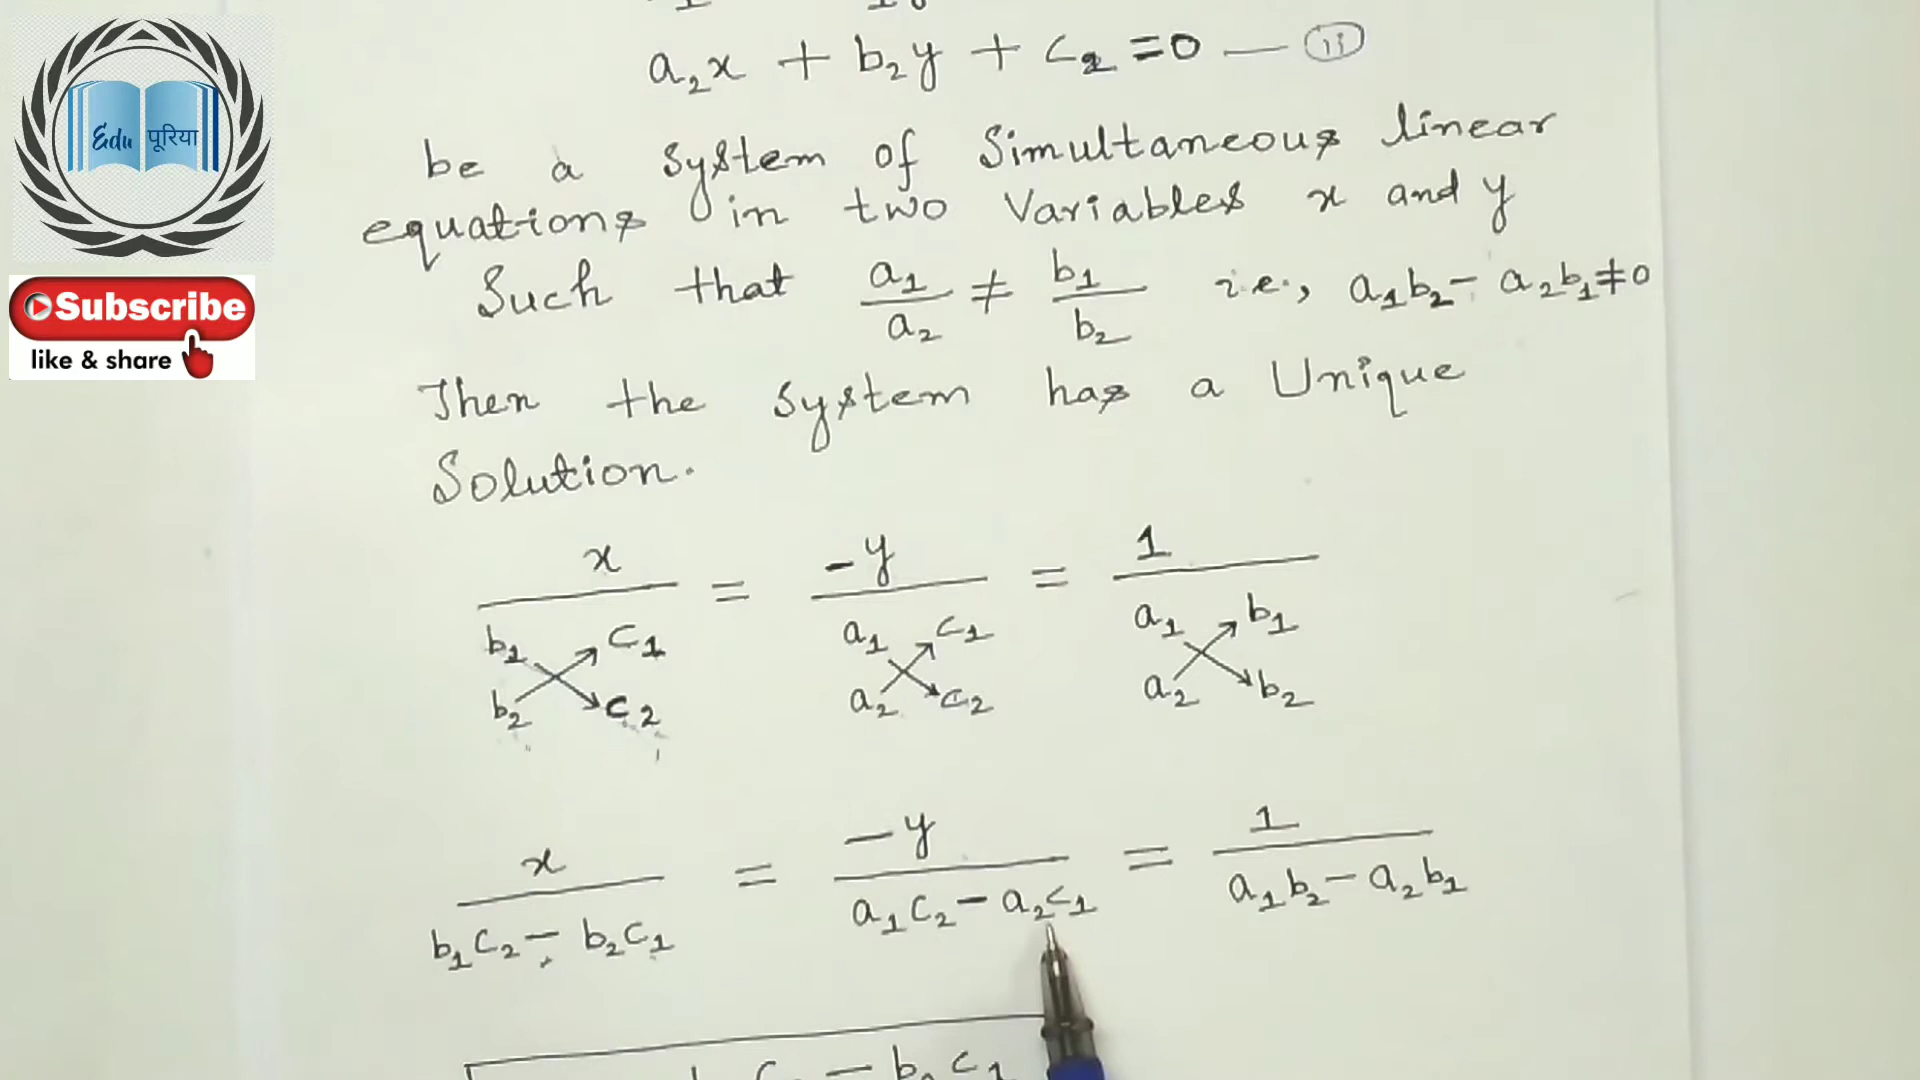 a₂x + b₂y + c₂ = 0 — (ii)
be a system of simultaneous linear
equations in two variables x and y
Such that a₁/a₂ ≠ b₁/b₂ i.e., a₁b₂ - a₂b₁ ≠ 0
Then the system has a Unique
Solution.
x = -y = 1
b₁ c₁ a₁ c₁ a₁ b₁
b₂ c₂ a₂ c₂ a₂ b₂
x = -y = 1
b₁c₂ - b₂c₁ a₁c₂ - a₂c₁ a₁b₂ - a₂b₁
Edu पूरिया
Subscribe
like & share